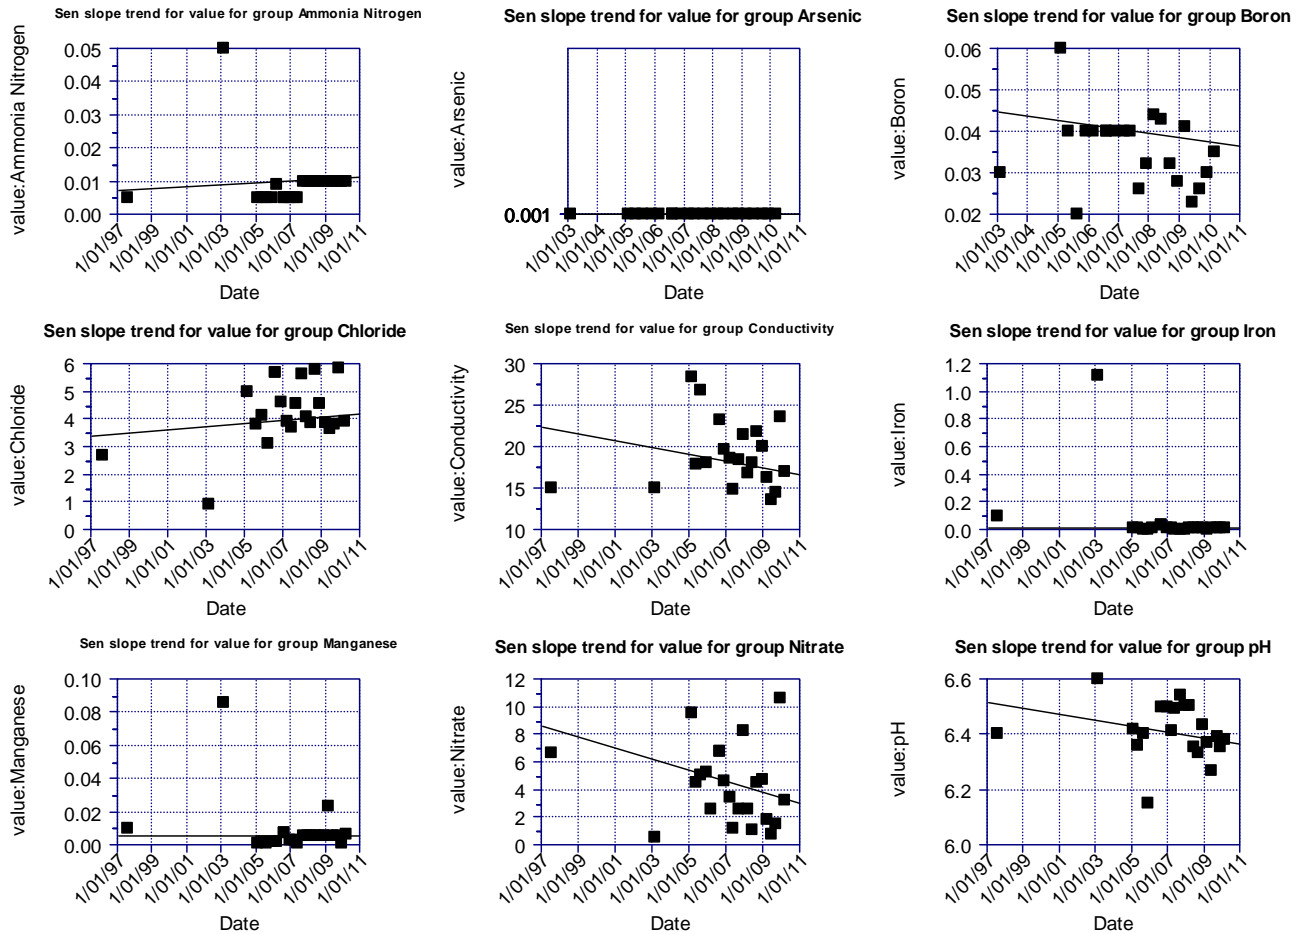 Sen slope trend for value for group Ammonia Nitrogen
value:Ammonia Nitrogen
0.05
0.04
0.03
0.02
0.01
0.00
1/01/97 1/01/99 1/01/01 1/01/03 1/01/05 1/01/07 1/01/09 1/01/11
Date
Sen slope trend for value for group Arsenic
value:Arsenic
0.001
1/01/03 1/01/04 1/01/05 1/01/06 1/01/07 1/01/08 1/01/09 1/01/10 1/01/11
Date
Sen slope trend for value for group Boron
value:Boron
0.06
0.05
0.04
0.03
0.02
1/01/03 1/01/04 1/01/05 1/01/06 1/01/07 1/01/08 1/01/09 1/01/10 1/01/11
Date
Sen slope trend for value for group Chloride
value:Chloride
6
5
4
3
2
1
0
1/01/97 1/01/99 1/01/01 1/01/03 1/01/05 1/01/07 1/01/09 1/01/11
Date
Sen slope trend for value for group Conductivity
value:Conductivity
30
25
20
15
10
1/01/97 1/01/99 1/01/01 1/01/03 1/01/05 1/01/07 1/01/09 1/01/11
Date
Sen slope trend for value for group Iron
value:Iron
1.2
1.0
0.8
0.6
0.4
0.2
0.0
1/01/97 1/01/99 1/01/01 1/01/03 1/01/05 1/01/07 1/01/09 1/01/11
Date
Sen slope trend for value for group Manganese
value:Manganese
0.10
0.08
0.06
0.04
0.02
0.00
1/01/97 1/01/99 1/01/01 1/01/03 1/01/05 1/01/07 1/01/09 1/01/11
Date
Sen slope trend for value for group Nitrate
value:Nitrate
12
10
8
6
4
2
0
1/01/97 1/01/99 1/01/01 1/01/03 1/01/05 1/01/07 1/01/09 1/01/11
Date
Sen slope trend for value for group pH
value:pH
6.6
6.4
6.2
6.0
1/01/97 1/01/99 1/01/01 1/01/03 1/01/05 1/01/07 1/01/09 1/01/11
Date